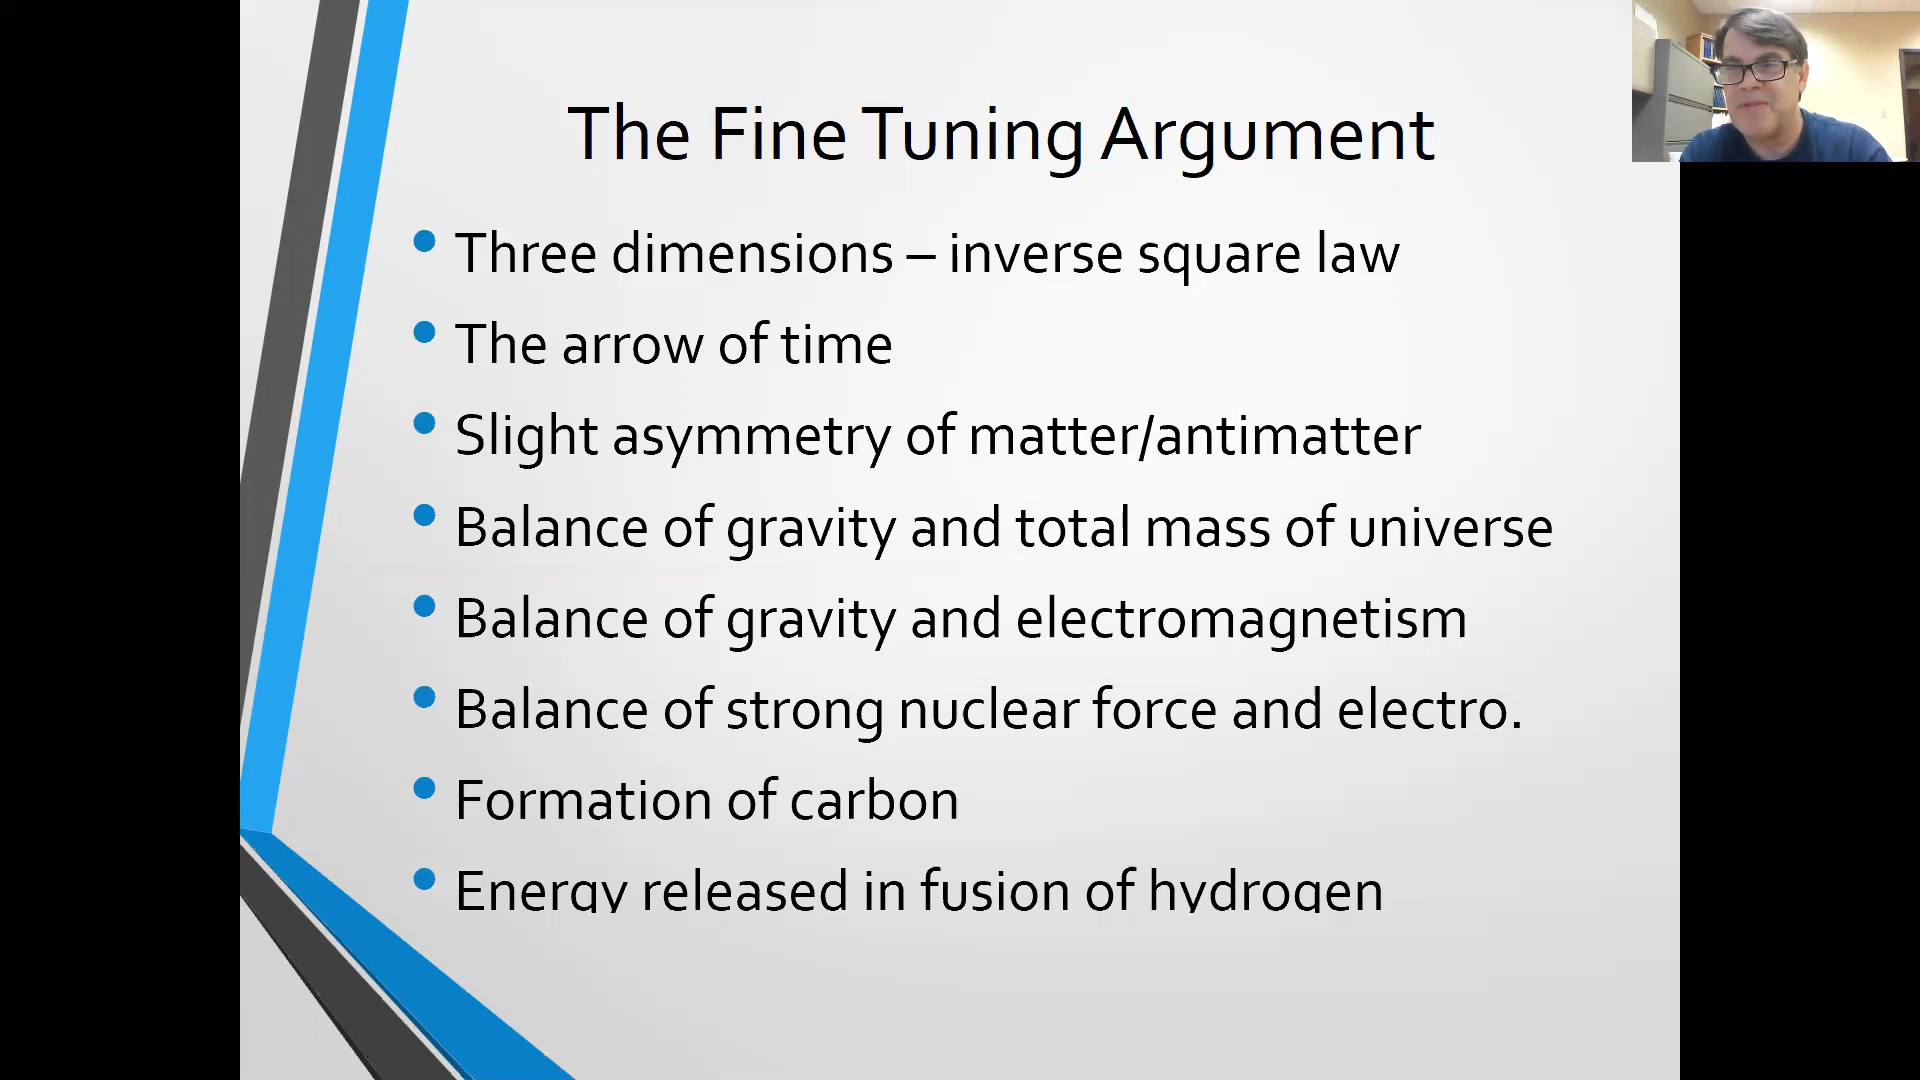 The Fine Tuning Argument
• Three dimensions – inverse square law
• The arrow of time
• Slight asymmetry of matter/antimatter
• Balance of gravity and total mass of universe
• Balance of gravity and electromagnetism
• Balance of strong nuclear force and electro.
• Formation of carbon
• Energy released in fusion of hydrogen